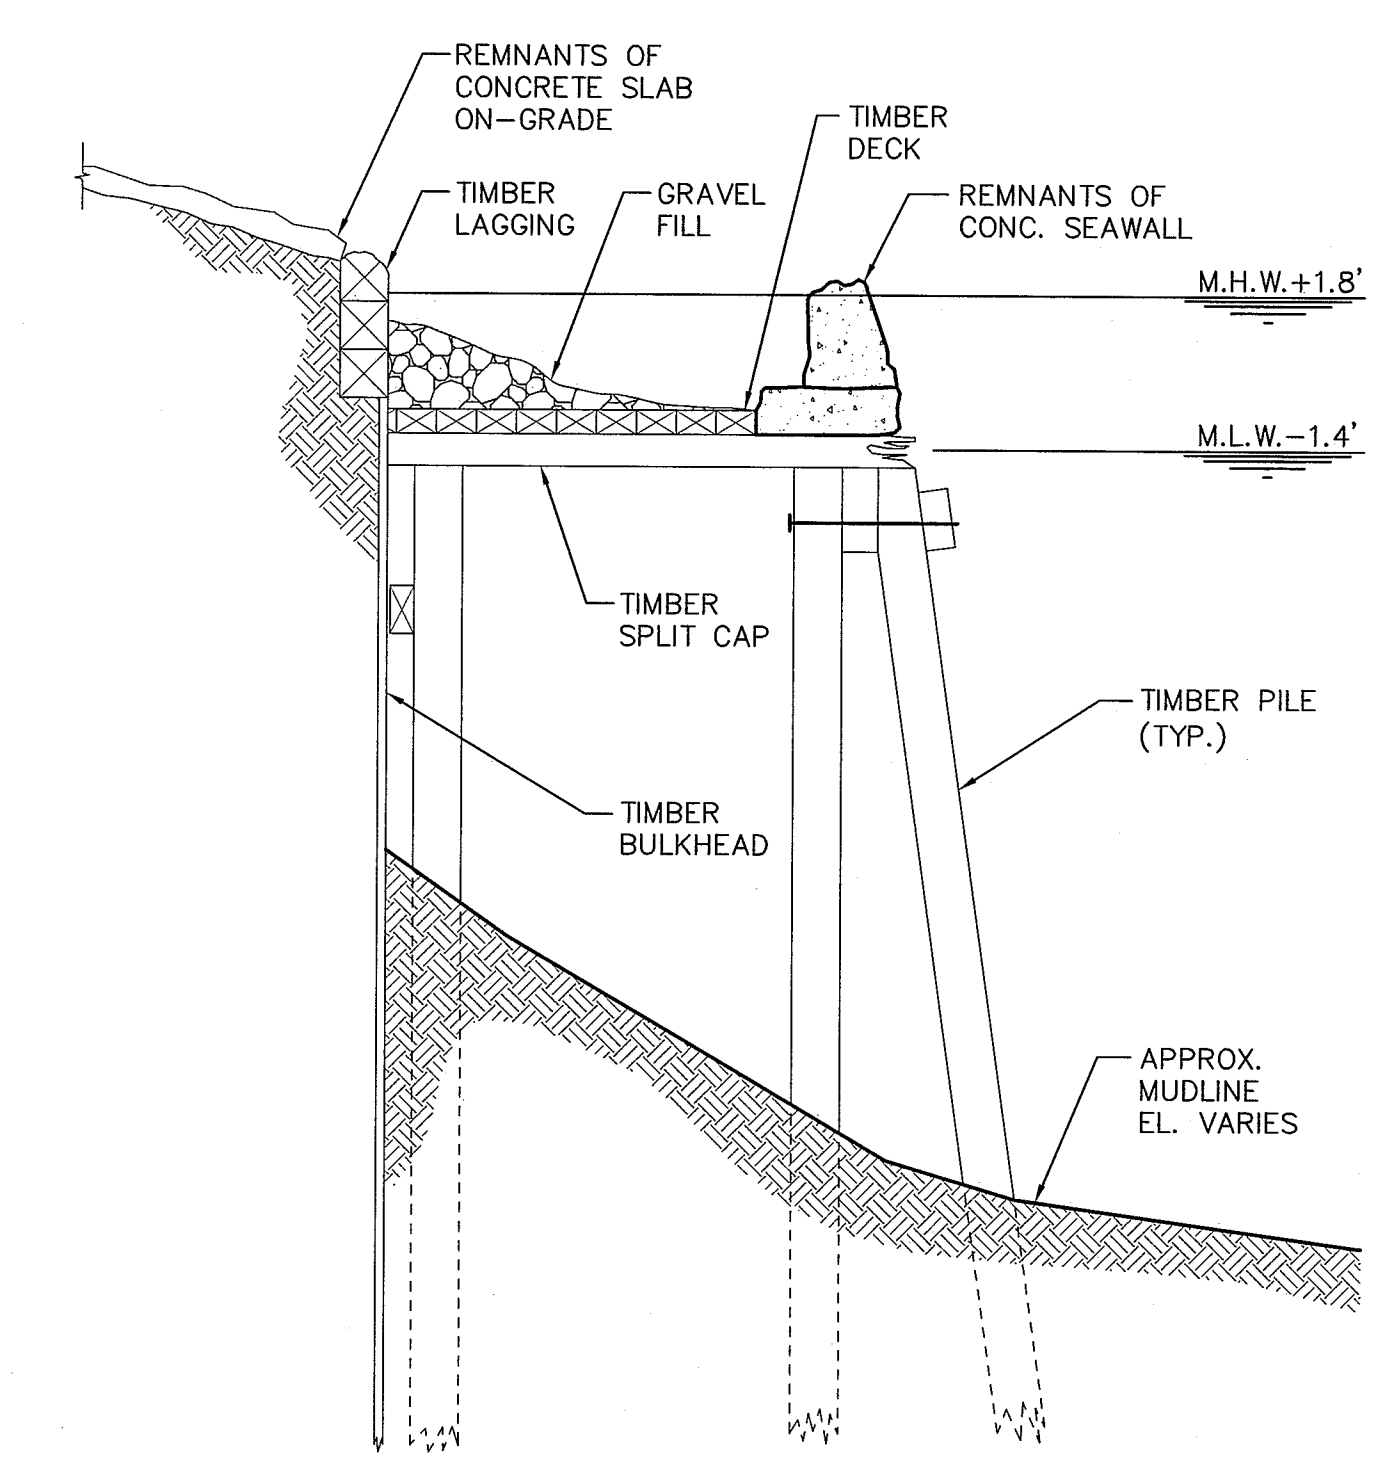 REMNANTS OF
CONCRETE SLAB
ON-GRADE
TIMBER
DECK
TIMBER
LAGGING
GRAVEL
FILL
REMNANTS OF
CONC. SEAWALL
M.H.W.+1.8'
M.L.W.-1.4'
TIMBER
SPLIT CAP
TIMBER PILE
(TYP.)
TIMBER
BULKHEAD
APPROX.
MUDLINE
EL. VARIES